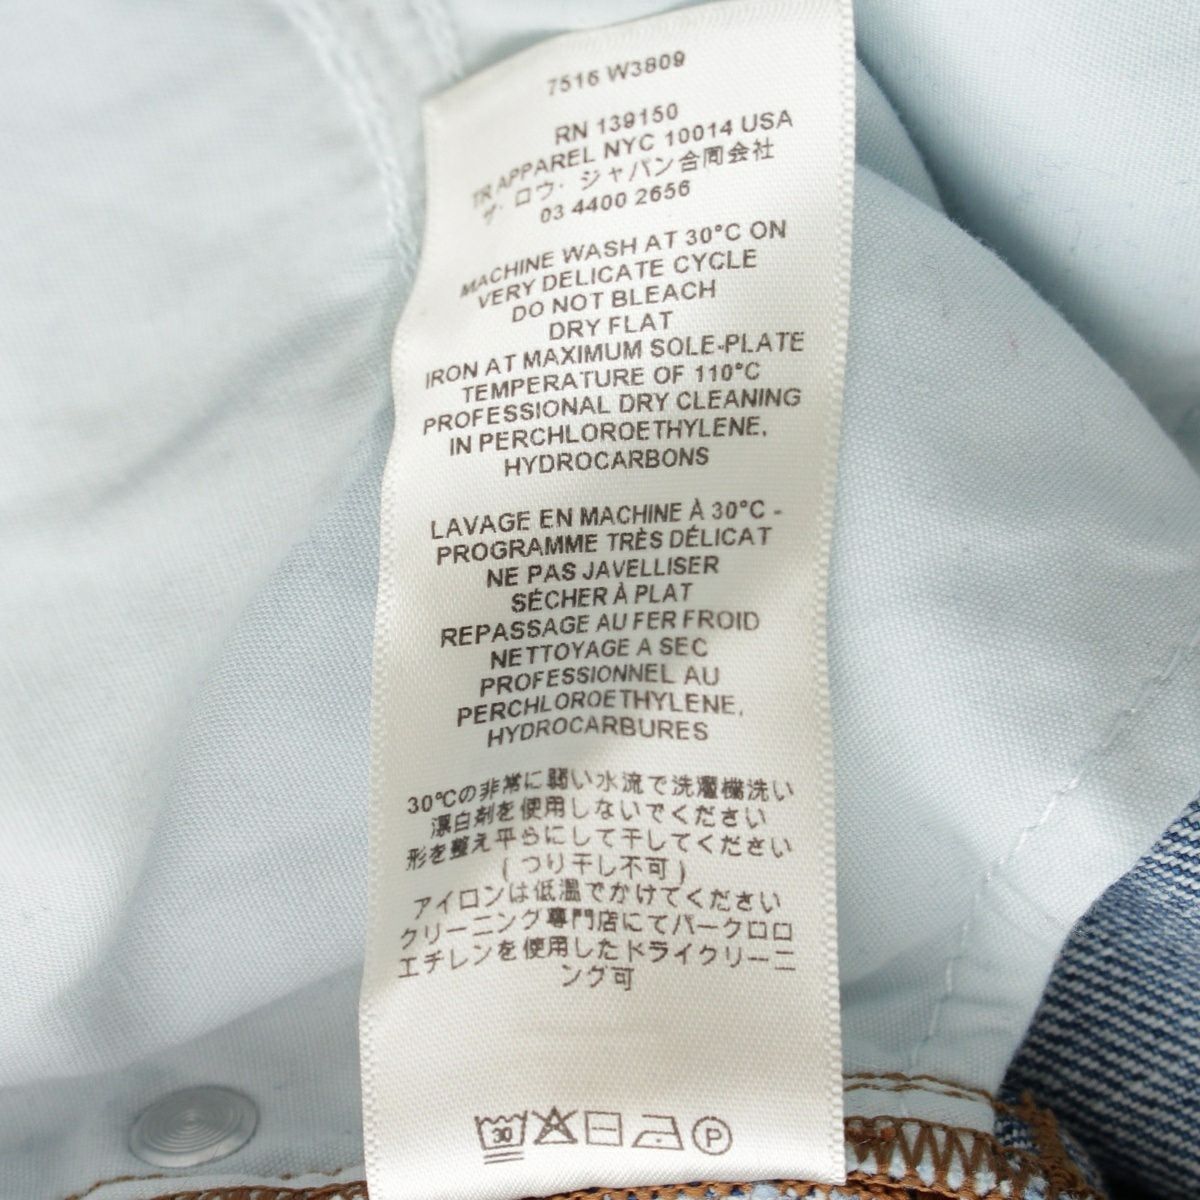 7516 W3809
RN 139150
TR APPAREL NYC 10014 USA
ザ・ロウ・ジャパン合同会社
03 4400 2656
MACHINE WASH AT 30°C ON
VERY DELICATE CYCLE
DO NOT BLEACH
DRY FLAT
IRON AT MAXIMUM SOLE-PLATE
TEMPERATURE OF 110°C
PROFESSIONAL DRY CLEANING
IN PERCHLOROETHYLENE,
HYDROCARBONS
LAVAGE EN MACHINE À 30°C -
PROGRAMME TRÈS DÉLICAT
NE PAS JAVELLISER
SÉCHER À PLAT
REPASSAGE AU FER FROID
NETTOYAGE A SEC
PROFESSIONNEL AU
PERCHLOROETHYLENE,
HYDROCARBURES
30℃の非常に弱い水流で洗濯機洗い
漂白剤を使用しないでください
形を整え平らにして干してください
(つり干し不可)
アイロンは低温でかけてください
クリーニング専門店にてパークロロ
エチレンを使用したドライクリーニ
ング可
30 P